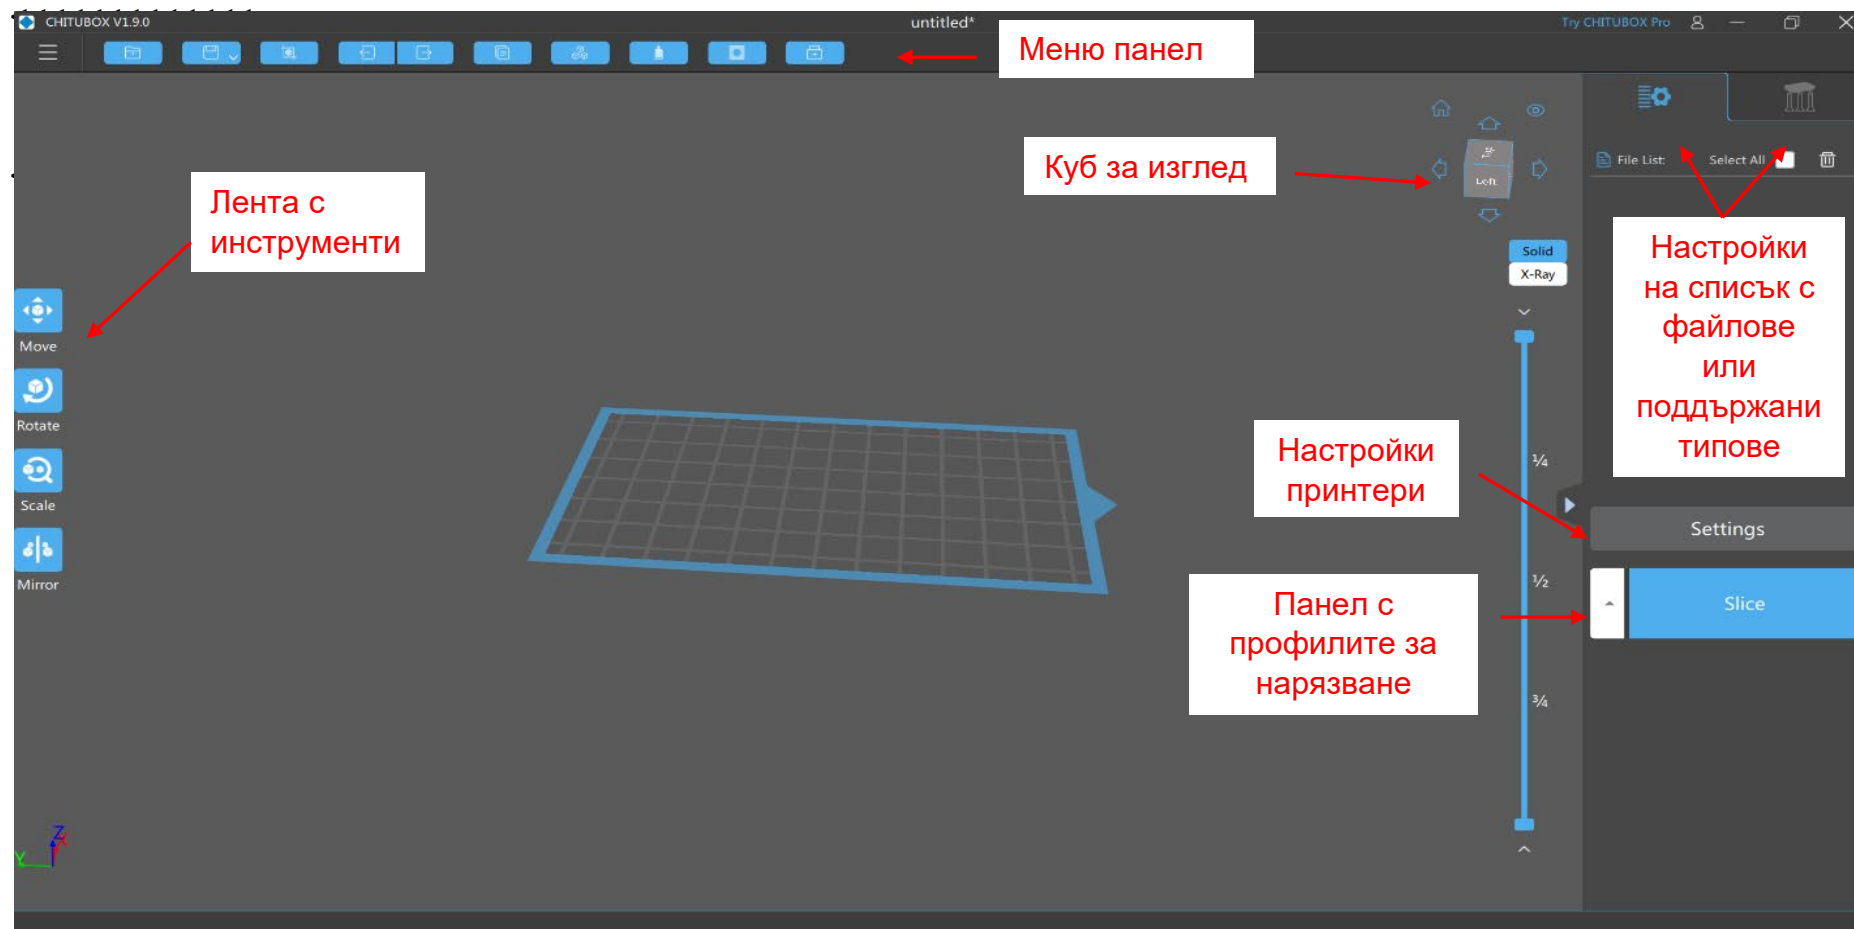 CHITUBOX V1.9.0
untitled*
Try CHITUBOX Pro
Меню панел
Куб за изглед
File List:
Select All
Left
Лента с
инструменти
Solid
X-Ray
Настройки
на списък с
файлове
или
поддържани
типове
Move
Rotate
Scale
Mirror
Настройки
принтери
¼
Settings
½
Slice
Панел с
профилите за
нарязване
¾
Z
X
Y